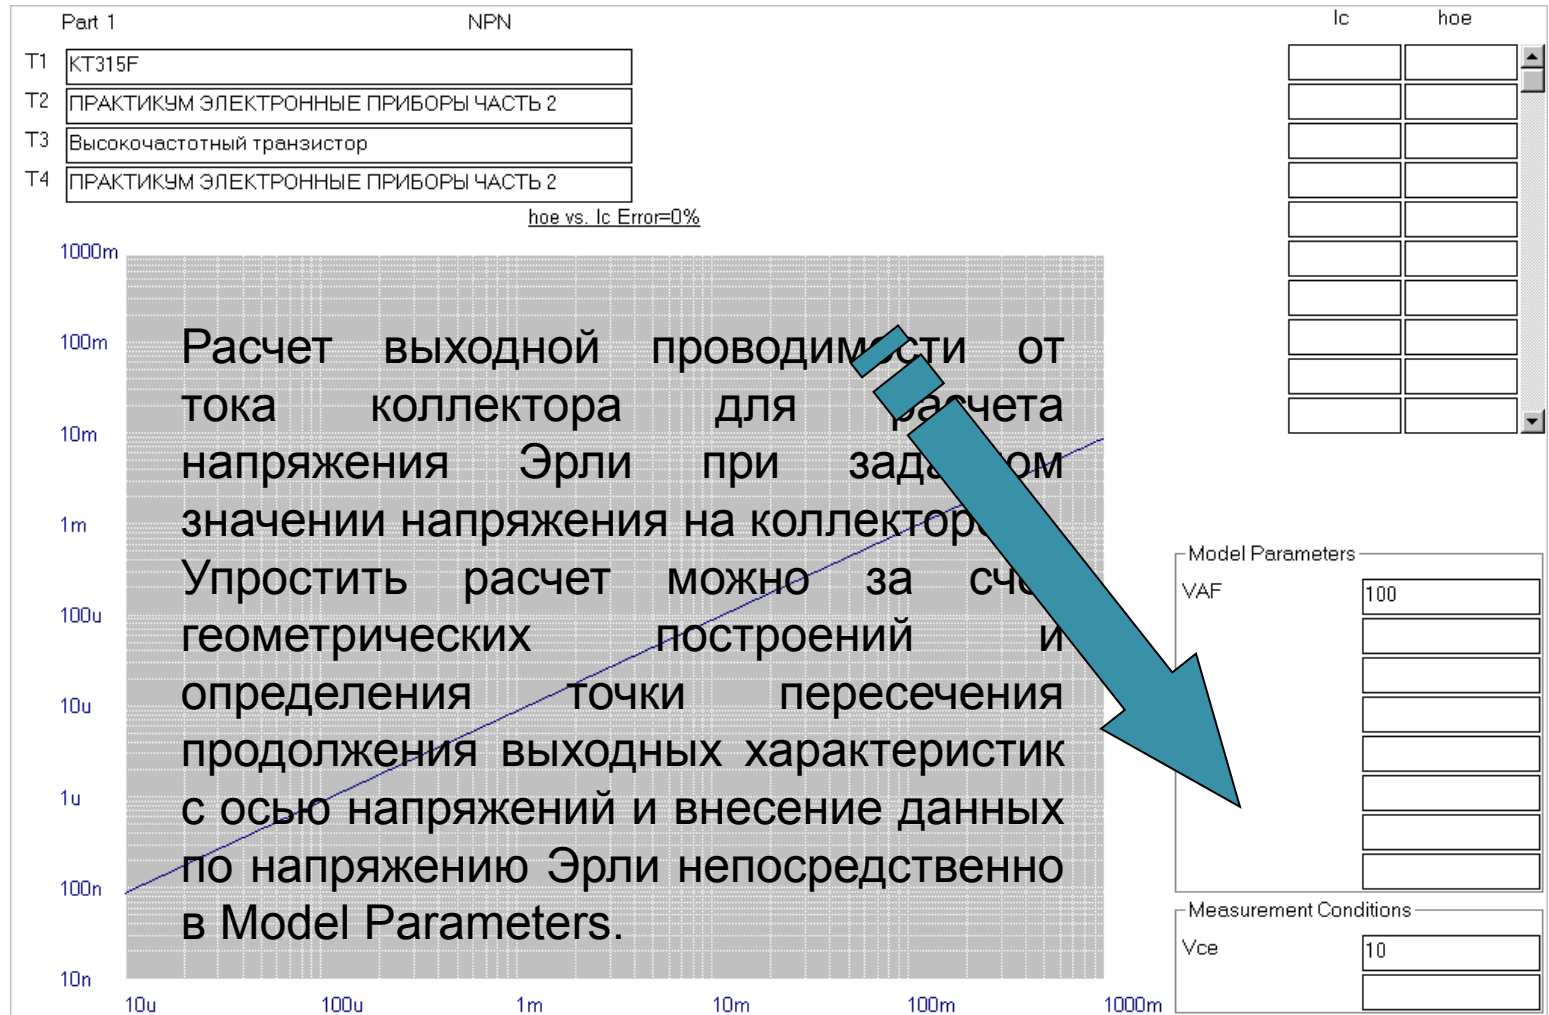 Part 1 NPN Ic hoe
T1 KT315F
T2 ПРАКТИКУМ ЭЛЕКТРОННЫЕ ПРИБОРЫ ЧАСТЬ 2
T3 Высокочастотный транзистор
T4 ПРАКТИКУМ ЭЛЕКТРОННЫЕ ПРИБОРЫ ЧАСТЬ 2
hoe vs. Ic Error=0%
1000m
100m
10m
1m
100u
10u
1u
100n
10n
10u 100u 1m 10m 100m 1000m
Расчет выходной проводимости от
тока коллектора для расчета
напряжения Эрли при заданном
значении напряжения на коллекторе.
Упростить расчет можно за счет
геометрических построений и
определения точки пересечения
продолжения выходных характеристик
с осью напряжений и внесение данных
по напряжению Эрли непосредственно
в Model Parameters.
Model Parameters
VAF 100
Measurement Conditions
Vce 10